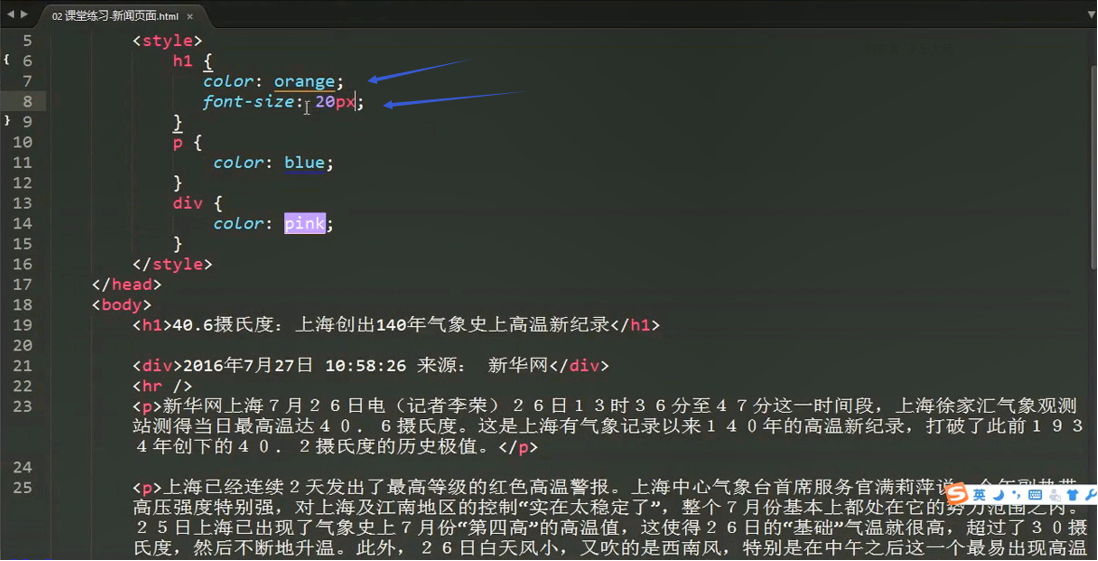 02 课堂练习-新闻页面.html ×
5 <style>
6 h1 {
7 color: orange;
8 font-size: 20px;
9 }
10 p {
11 color: blue;
12 }
13 div {
14 color: pink;
15 }
16 </style>
17 </head>
18 <body>
19 <h1>40.6摄氏度：上海创出140年气象史上高温新纪录</h1>
20
21 <div>2016年7月27日 10:58:26 来源： 新华网</div>
22 <hr />
23 <p>新华网上海７月２６日电（记者李荣）２６日１３时３６分至４７分这一时间段，上海徐家汇气象观测
站测得当日最高温达４０．６摄氏度。这是上海有气象记录以来１４０年的高温新纪录，打破了此前１９３
４年创下的４０．２摄氏度的历史极值。</p>
24
25 <p>上海已经连续２天发出了最高等级的红色高温警报。上海中心气象台首席服务官满莉萍说，今年副热带
高压强度特别强，对上海及江南地区的控制“实在太稳定了”，整个７月份基本上都处在它的势力范围之内。
２５日上海已出现了气象史上７月份“第四高”的高温值，这使得２６日的“基础”气温就很高，超过了３０摄
氏度，然后不断地升温。此外，２６日白天风小，又吹的是西南风，特别是在中午之后这一个最易出现高温
英